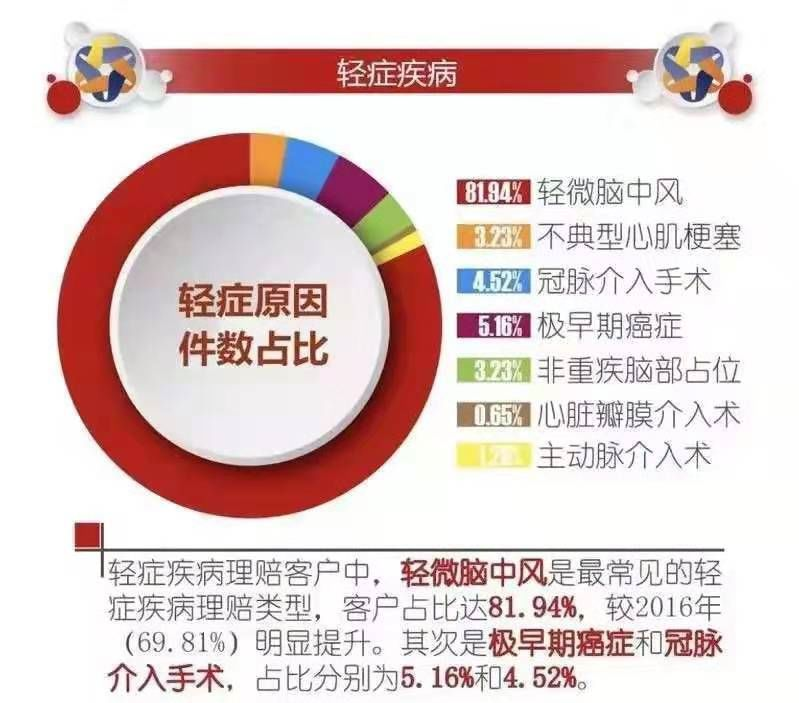 轻症疾病
轻症原因
件数占比
81.94% 轻微脑中风
3.23% 不典型心肌梗塞
4.52% 冠脉介入手术
5.16% 极早期癌症
3.23% 非重疾脑部占位
0.65% 心脏瓣膜介入术
主动脉介入术
轻症疾病理赔客户中，轻微脑中风是最常见的轻
症疾病理赔类型，客户占比达81.94%，较2016年
（69.81%）明显提升。其次是极早期癌症和冠脉
介入手术，占比分别为5.16%和4.52%。